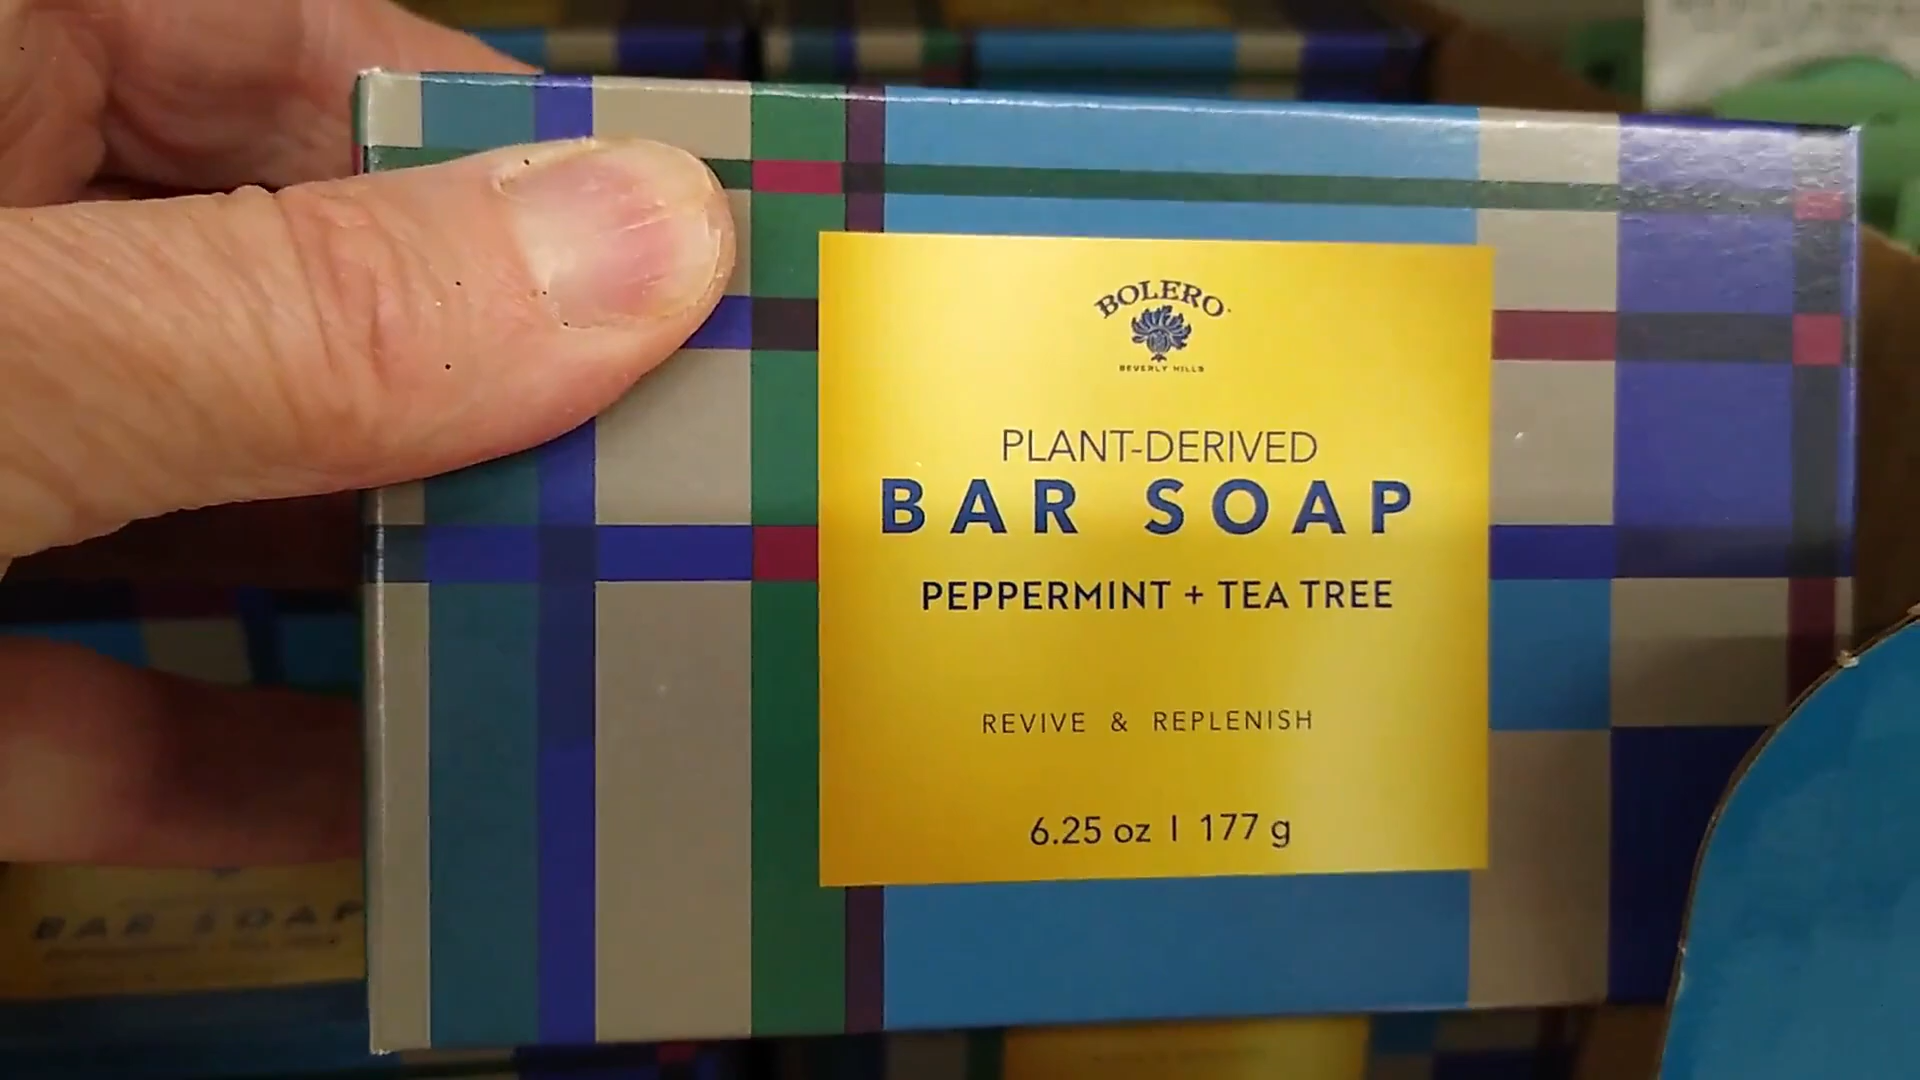 BOLERO
BEVERLY HILLS
PLANT-DERIVED
BAR SOAP
PEPPERMINT + TEA TREE
REVIVE & REPLENISH
6.25 oz | 177 g
BAR SOAP